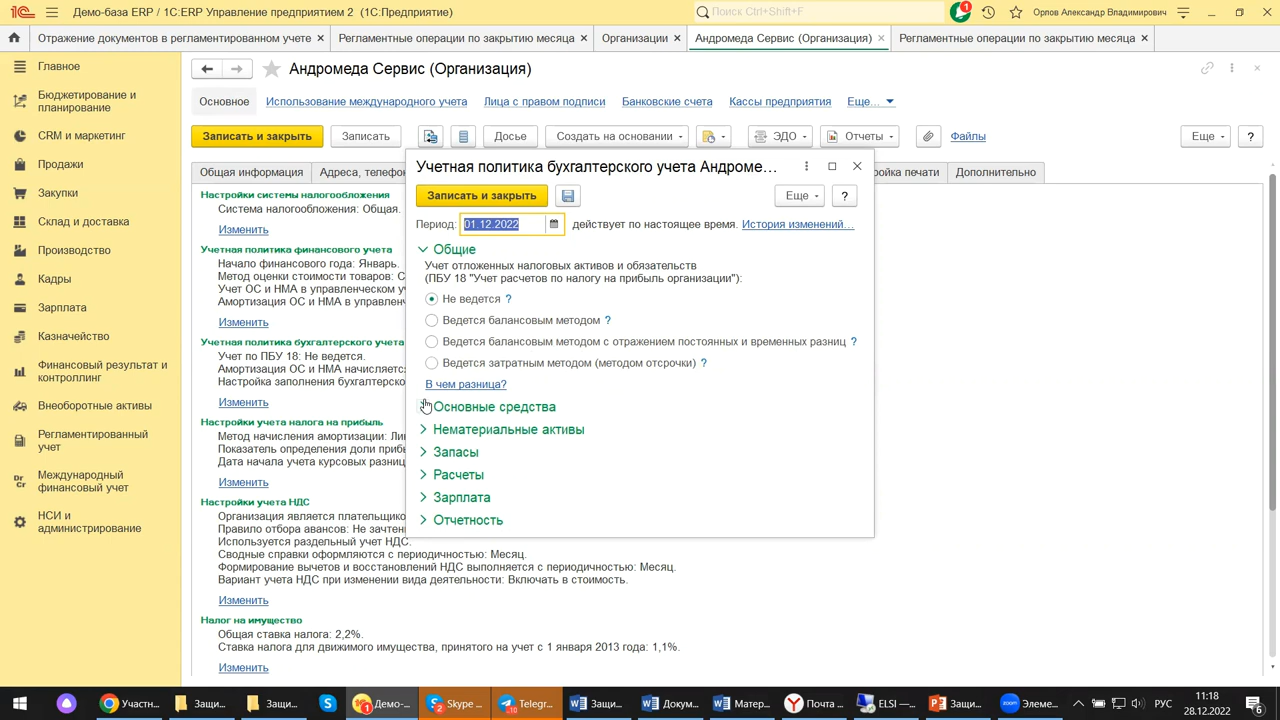 Демо-база ERP / 1С:ERP Управление предприятием 2 (1С:Предприятие)
Поиск Ctrl+Shift+F
1
Орлов Александр Владимирович
Отражение документов в регламентированном учете ×
Регламентные операции по закрытию месяца ×
Организации ×
Андромеда Сервис (Организация) ×
Регламентные операции по закрытию месяца ×
Главное
Бюджетирование и
планирование
CRM и маркетинг
Продажи
Закупки
Склад и доставка
Производство
Кадры
Зарплата
Казначейство
Финансовый результат и
контроллинг
Внеоборотные активы
Регламентированный
учет
Международный
финансовый учет
НСИ и
администрирование
Андромеда Сервис (Организация)
Основное
Использование международного учета
Лица с правом подписи
Банковские счета
Кассы предприятия
Еще...
Записать и закрыть
Записать
Досье
Создать на основании
ЭДО
Отчеты
Файлы
Еще
?
Общая информация
Адреса, телефон
ройка печати
Дополнительно
Настройки системы налогообложения
Система налогообложения: Общая.
Изменить
Учетная политика финансового учета
Начало финансового года: Январь.
Метод оценки стоимости товаров: С
Учет ОС и НМА в управленческом у
Амортизация ОС и НМА в управлен
Изменить
Учетная политика бухгалтерского учета
Учет по ПБУ 18: Не ведется.
Амортизация ОС и НМА начисляетс
Настройка заполнения бухгалтерско
Изменить
Настройки учета налога на прибыль
Метод начисления амортизации: Ли
Показатель определения доли прибы
Дата начала учета курсовых разниц
Изменить
Настройки учета НДС
Организация является плательщико
Правило отбора авансов: Не зачтен
Используется раздельный учет НДС.
Сводные справки оформляются с периодичностью: Месяц.
Формирование вычетов и восстановлений НДС выполняется с периодичностью: Месяц.
Вариант учета НДС при изменении вида деятельности: Включать в стоимость.
Изменить
Налог на имущество
Общая ставка налога: 2,2%.
Ставка налога для движимого имущества, принятого на учет с 1 января 2013 года: 1,1%.
Изменить
Учетная политика бухгалтерского учета Андроме...
Записать и закрыть
Еще
?
Период: 01.12.2022 действует по настоящее время. История изменений...
Общие
Учет отложенных налоговых активов и обязательств
(ПБУ 18 "Учет расчетов по налогу на прибыль организации"):
Не ведется ?
Ведется балансовым методом ?
Ведется балансовым методом с отражением постоянных и временных разниц ?
Ведется затратным методом (методом отсрочки) ?
В чем разница?
Основные средства
Нематериальные активы
Запасы
Расчеты
Зарплата
Отчетность
Участн...
Защи...
Защи...
Демо-...
Skype ...
Telegr...
Защи...
Докум...
Матер...
Почта ...
ELSI —...
Защи...
Элеме...
РУС
11:18
28.12.2022
6